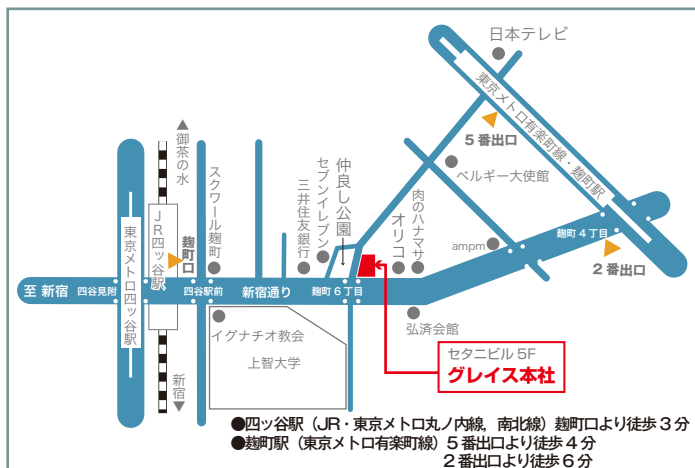 日本テレビ
東京メトロ有楽町線・麹町駅
5番出口
▲御茶の水
スクワール麹町
三井住友銀行
セブンイレブン
仲良し公園
ベルギー大使館
肉のハナマサ
オリコ
ampm
麹町4丁目
2番出口
東京メトロ四ッ谷駅
JR四ッ谷駅
麹町口
至 新宿
四谷見附
四谷駅前
新宿通り
麹町6丁目
弘済会館
イグナチオ教会
上智大学
新宿▼
セタニビル5F
グレイス本社
●四ッ谷駅（JR・東京メトロ丸ノ内線，南北線）麹町口より徒歩3分
●麹町駅（東京メトロ有楽町線）5番出口より徒歩4分
2番出口より徒歩6分